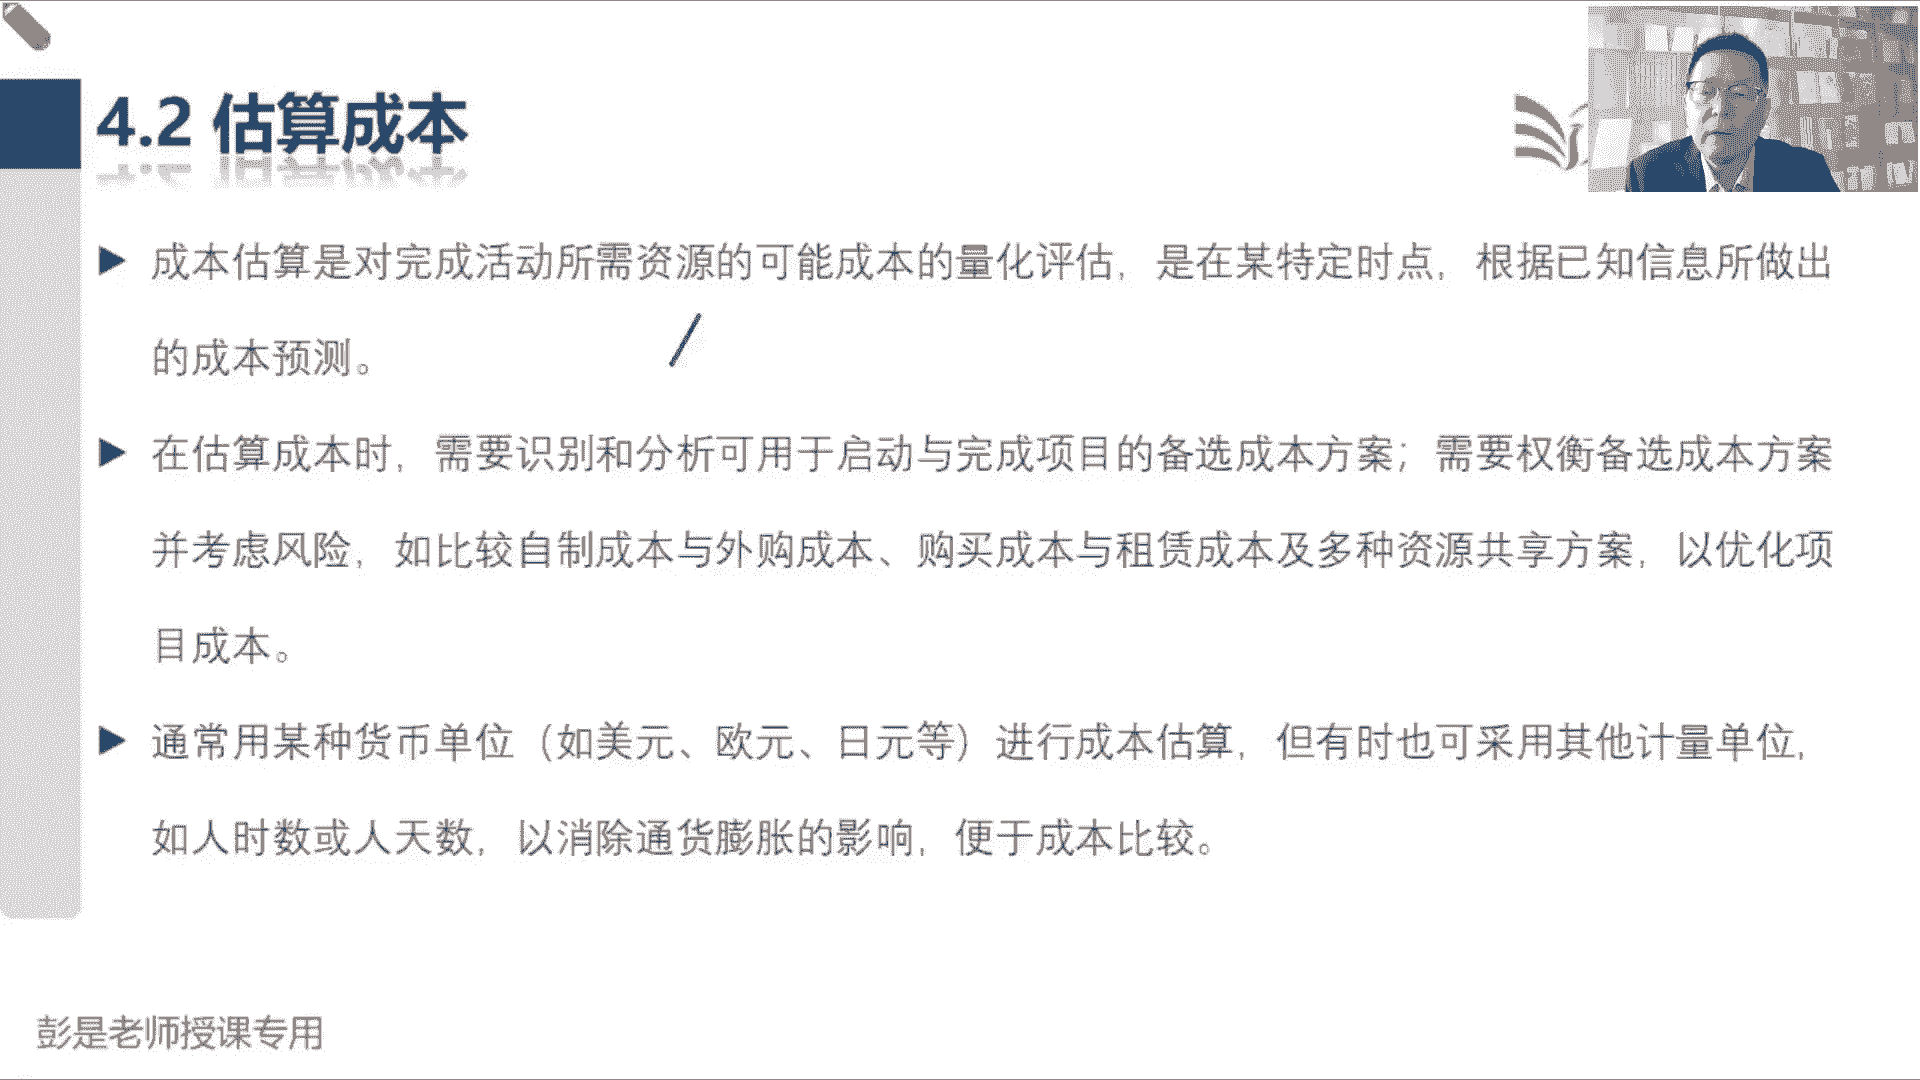 4.2 估算成本
成本估算是对完成活动所需资源的可能成本的量化评估，是在某特定时点，根据已知信息所做出
的成本预测。
在估算成本时，需要识别和分析可用于启动与完成项目的备选成本方案；需要权衡备选成本方案
并考虑风险，如比较自制成本与外购成本、购买成本与租赁成本及多种资源共享方案，以优化项
目成本。
通常用某种货币单位（如美元、欧元、日元等）进行成本估算，但有时也可采用其他计量单位，
如人时数或人天数，以消除通货膨胀的影响，便于成本比较。
彭是老师授课专用